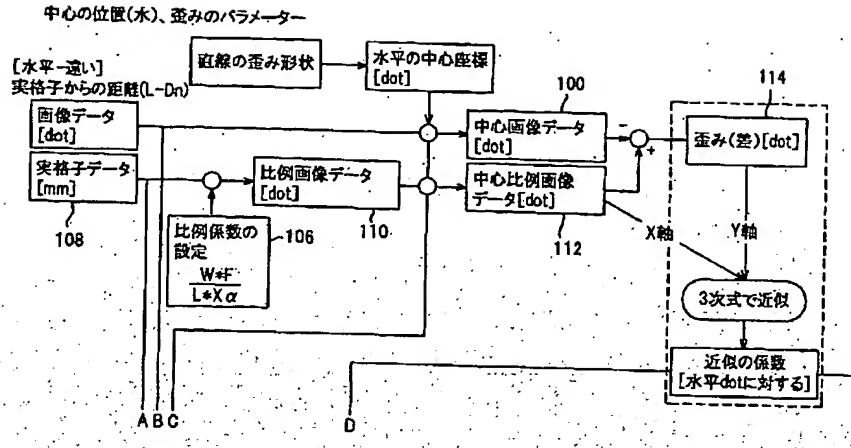 中心の位置(水)、歪みのパラメーター
直線の歪み形状
水平の中心座標
[dot]
[水平-遠い]
実格子からの距離(L-Dn)
画像データ
[dot]
実格子データ
[mm]
108
比例画像データ
[dot]
110
比例係数の
設定
W*F
L*Xα
106
100
中心画像データ
[dot]
中心比例画像
データ[dot]
112
-
+
114
歪み(差)[dot]
X軸
Y軸
3次式で近似
近似の係数
[水平dotに対する]
A B C
D